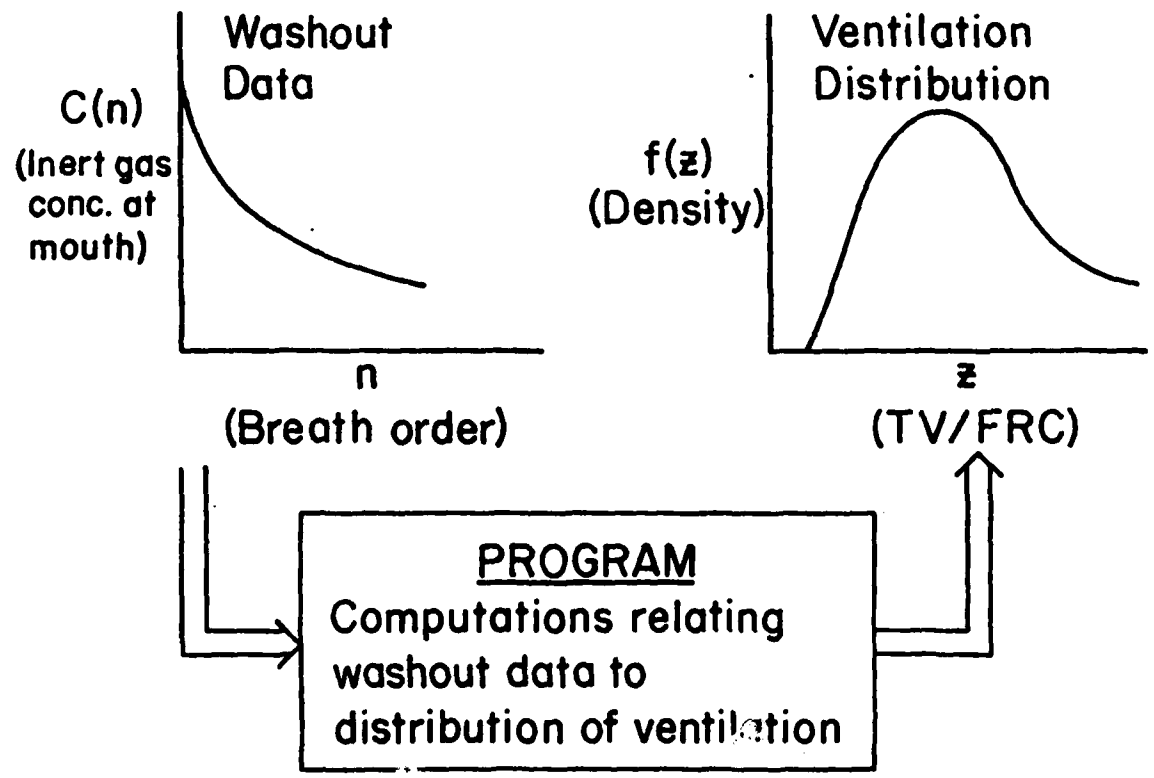 Washout
Data
C(n)
(Inert gas
conc. at
mouth)
n
(Breath order)
Ventilation
Distribution
f(z)
(Density)
z
(TV/FRC)
PROGRAM
Computations relating
washout data to
distribution of ventilation